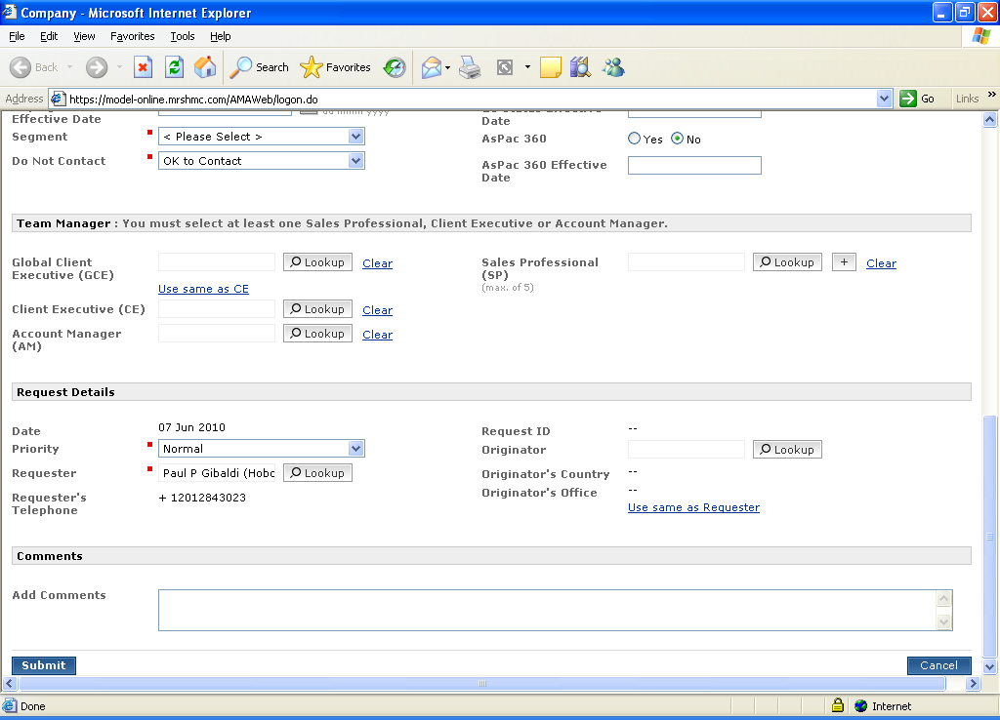 Company - Microsoft Internet Explorer
File Edit View Favorites Tools Help
Back Search Favorites
Address https://model-online.mrshmc.com/AMAWeb/logon.do Go Links »
Effective Date dd mmm yyyy
Date
Segment < Please Select > AsPac 360 Yes No
Do Not Contact OK to Contact AsPac 360 Effective
Date
Team Manager : You must select at least one Sales Professional, Client Executive or Account Manager.
Global Client Lookup Clear Sales Professional Lookup + Clear
Executive (GCE) (SP)
Use same as CE (max. of 5)
Client Executive (CE) Lookup Clear
Account Manager Lookup Clear
(AM)
Request Details
Date 07 Jun 2010 Request ID --
Priority Normal Originator Lookup
Requester Paul P Gibaldi (Hobo Lookup Originator's Country --
Requester's + 12012843023 Originator's Office --
Telephone Use same as Requester
Comments
Add Comments
Submit Cancel
Done Internet